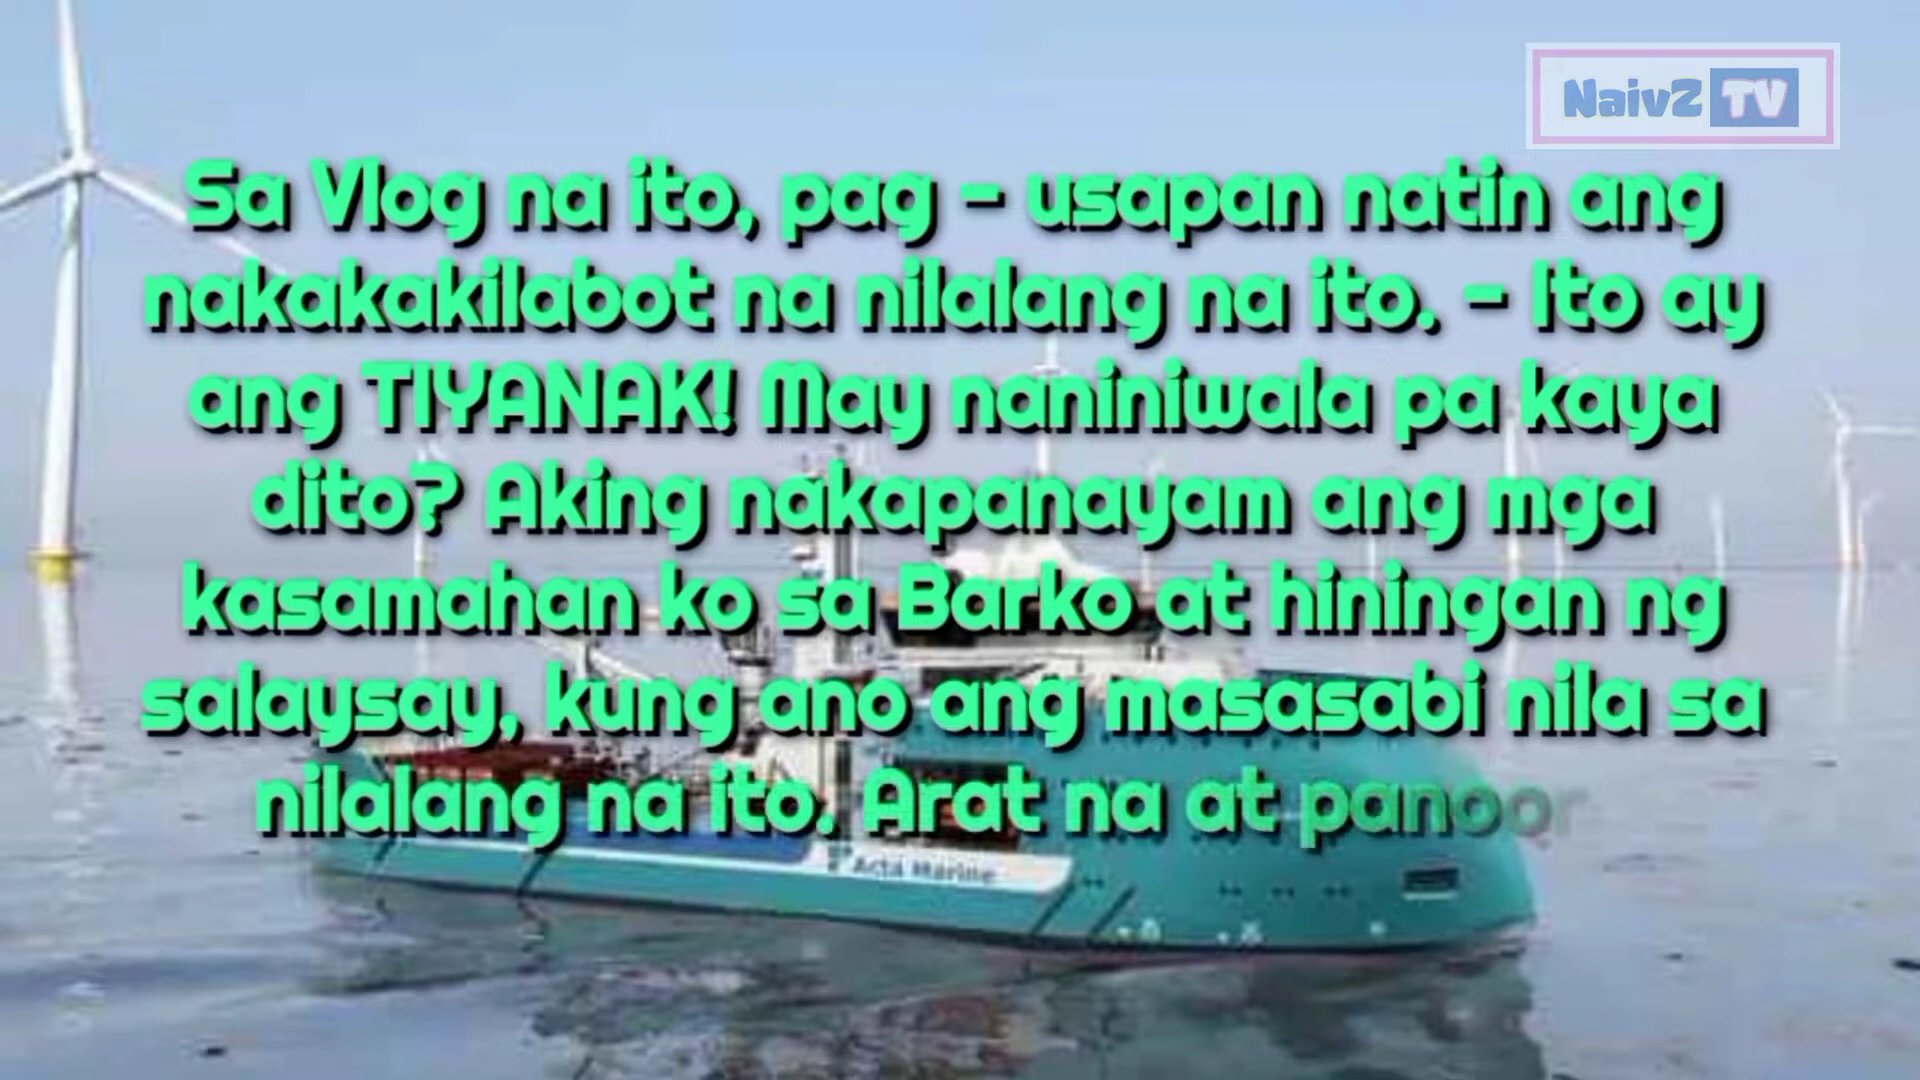 NaivZ TV
Sa Vlog na ito, pag - usapan natin ang
nakakakilabot na nilalang na ito. - Ito ay
ang TIYANAK! May naniniwala pa kaya
dito? Aking nakapanayam ang mga
kasamahan ko sa Barko at hiningan ng
salaysay, kung ano ang masasabi nila sa
nilalang na ito. Arat na at panoor
Acta Marine